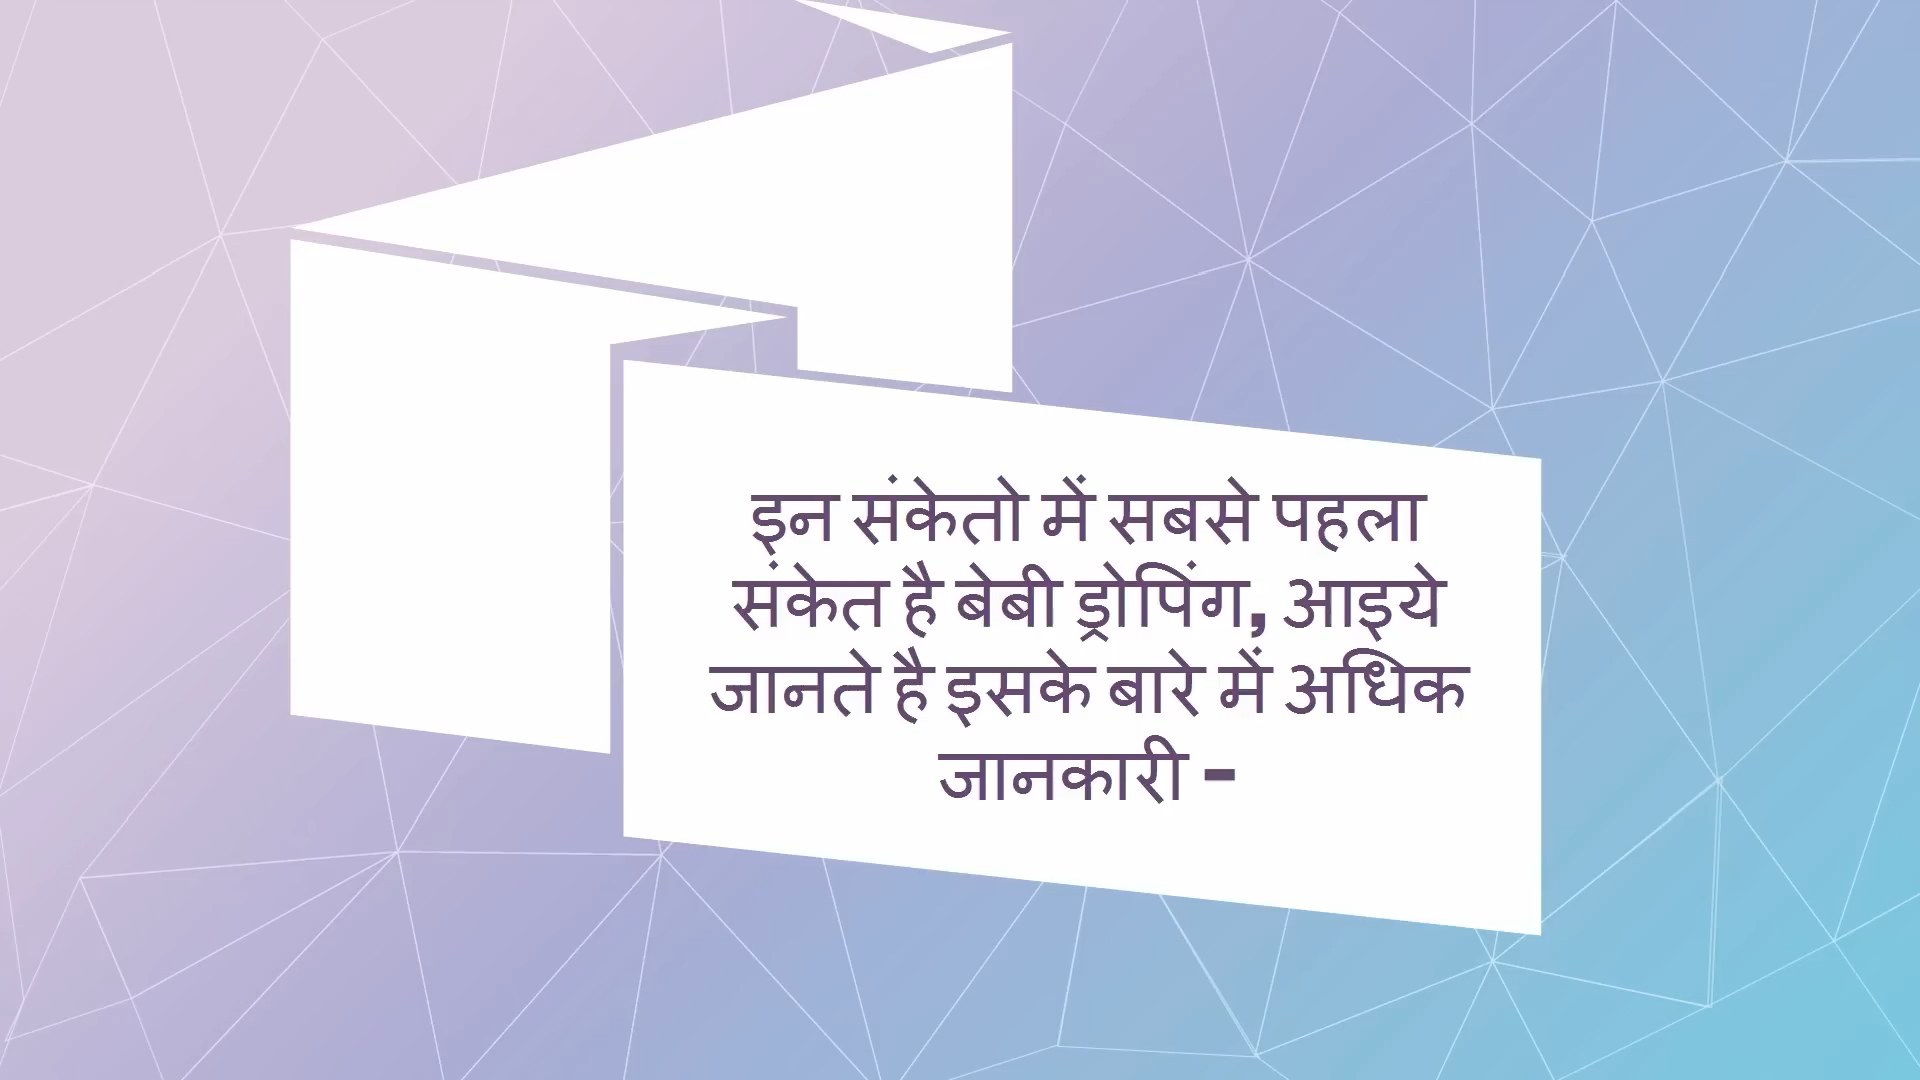 इन संकेतो में सबसे पहला
संकेत है बेबी ड्रोपिंग, आइये
जानते है इसके बारे में अधिक
जानकारी -